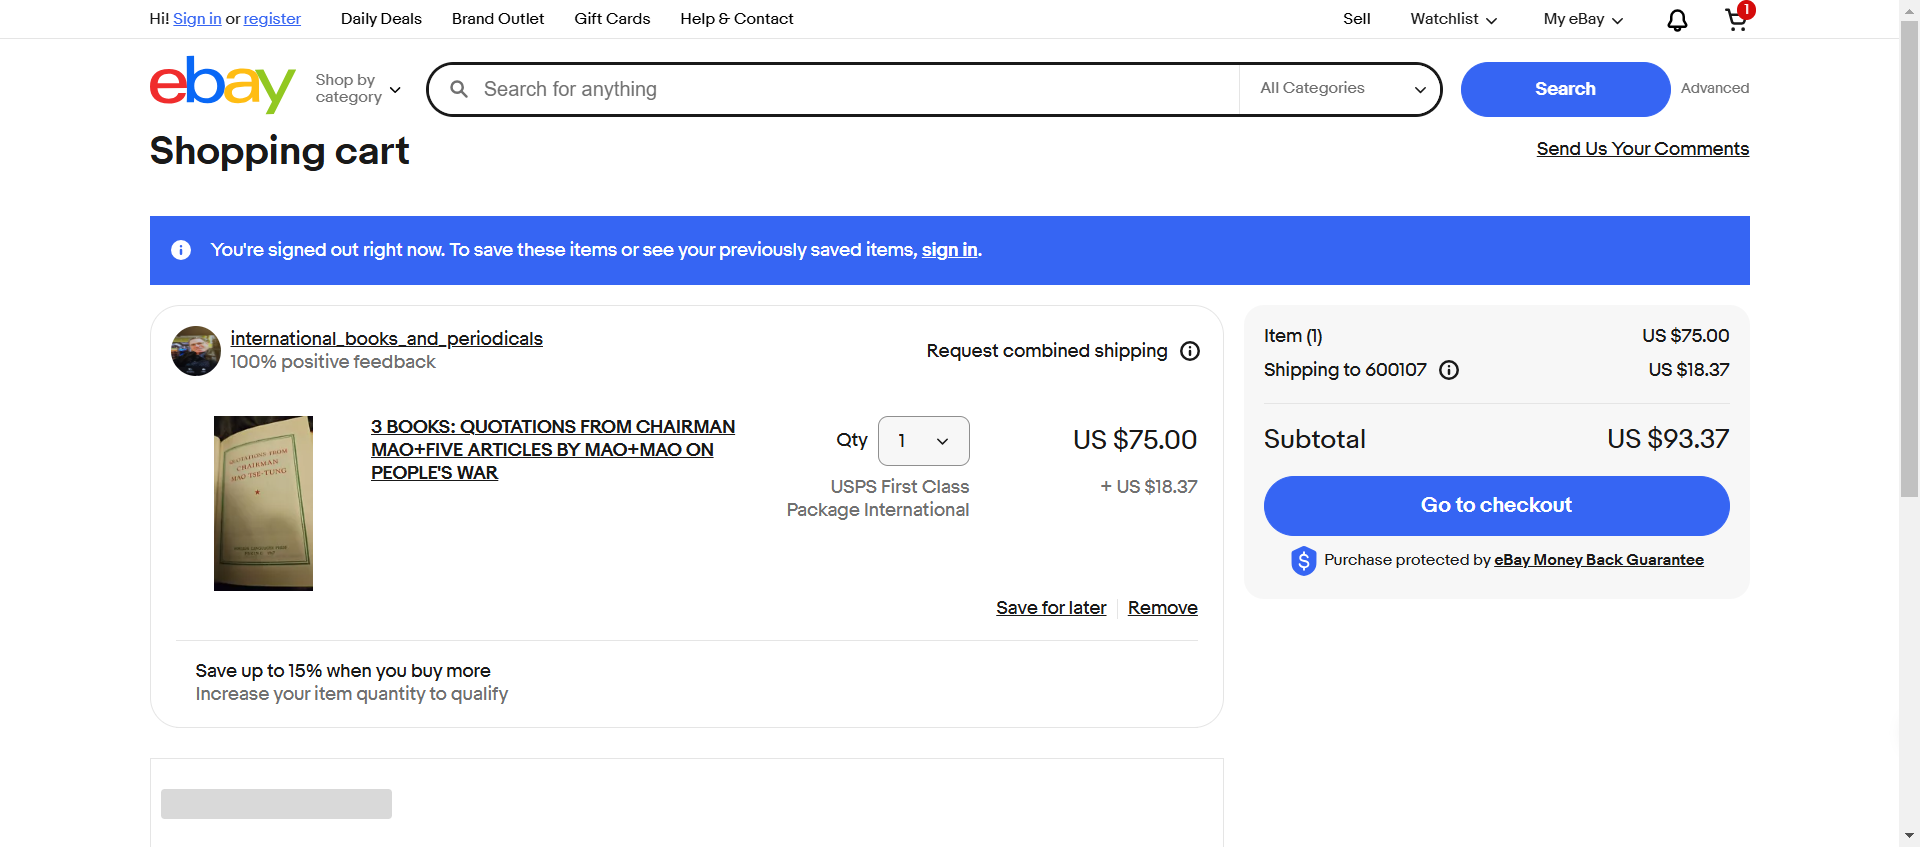 Hi! Sign in or register
Daily Deals
Brand Outlet
Gift Cards
Help & Contact
Sell
Watchlist
My eBay
1
ebay
Shop by
category
Search for anything
All Categories
Search
Advanced
Shopping cart
Send Us Your Comments
You're signed out right now. To save these items or see your previously saved items, sign in.
international_books_and_periodicals
100% positive feedback
Request combined shipping
QUOTATIONS FROM
CHAIRMAN
MAO TSE-TUNG
3 BOOKS: QUOTATIONS FROM CHAIRMAN
MAO+FIVE ARTICLES BY MAO+MAO ON
PEOPLE'S WAR
Qty
1
US $75.00
USPS First Class
Package International
+ US $18.37
Save for later
Remove
Save up to 15% when you buy more
Increase your item quantity to qualify
Item (1)
US $75.00
Shipping to 600107
US $18.37
Subtotal
US $93.37
Go to checkout
Purchase protected by eBay Money Back Guarantee